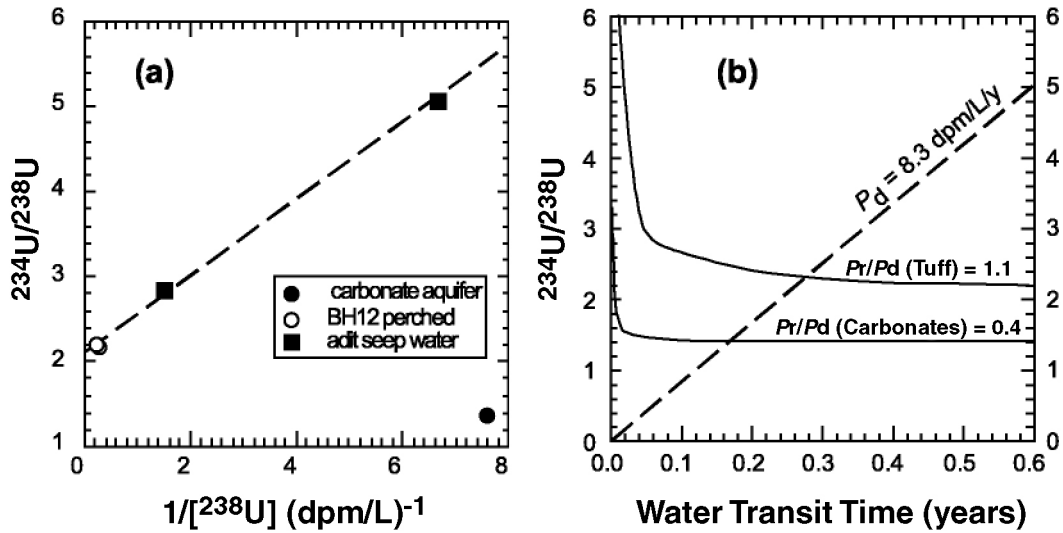 (a)
234U/238U
6
5
4
3
2
1
0
2
4
6
8
1/[238U] (dpm/L)-1
carbonate aquifer
BH12 perched
adit seep water
(b)
234U/238U
6
5
4
3
2
1
0
6
5
4
3
2
1
0
0.0
0.1
0.2
0.3
0.4
0.5
0.6
Water Transit Time (years)
Pd = 8.3 dpm/L/y
Pr/Pd (Tuff) = 1.1
Pr/Pd (Carbonates) = 0.4